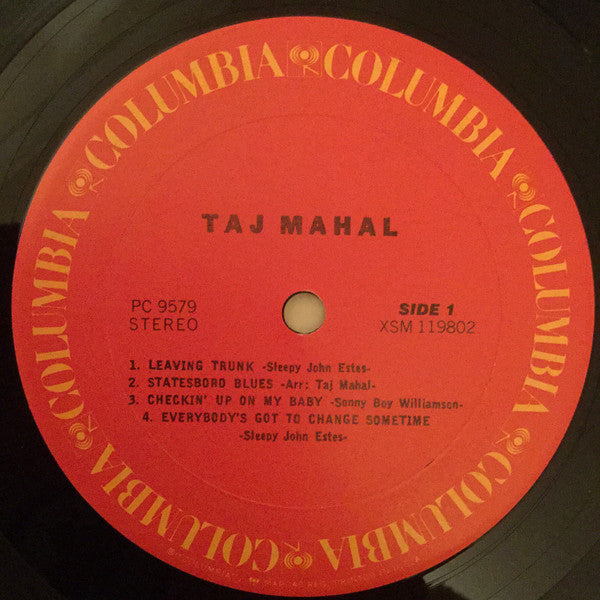 COLUMBIA COLUMBIA COLUMBIA COLUMBIA COLUMBIA COLUMBIA
TAJ MAHAL
PC 9579
STEREO
SIDE 1
XSM 119802
1. LEAVING TRUNK -Sleepy John Estes-
2. STATESBORO BLUES -Arr: Taj Mahal-
3. CHECKIN' UP ON MY BABY -Sonny Boy Williamson-
4. EVERYBODY'S GOT TO CHANGE SOMETIME
-Sleepy John Estes-